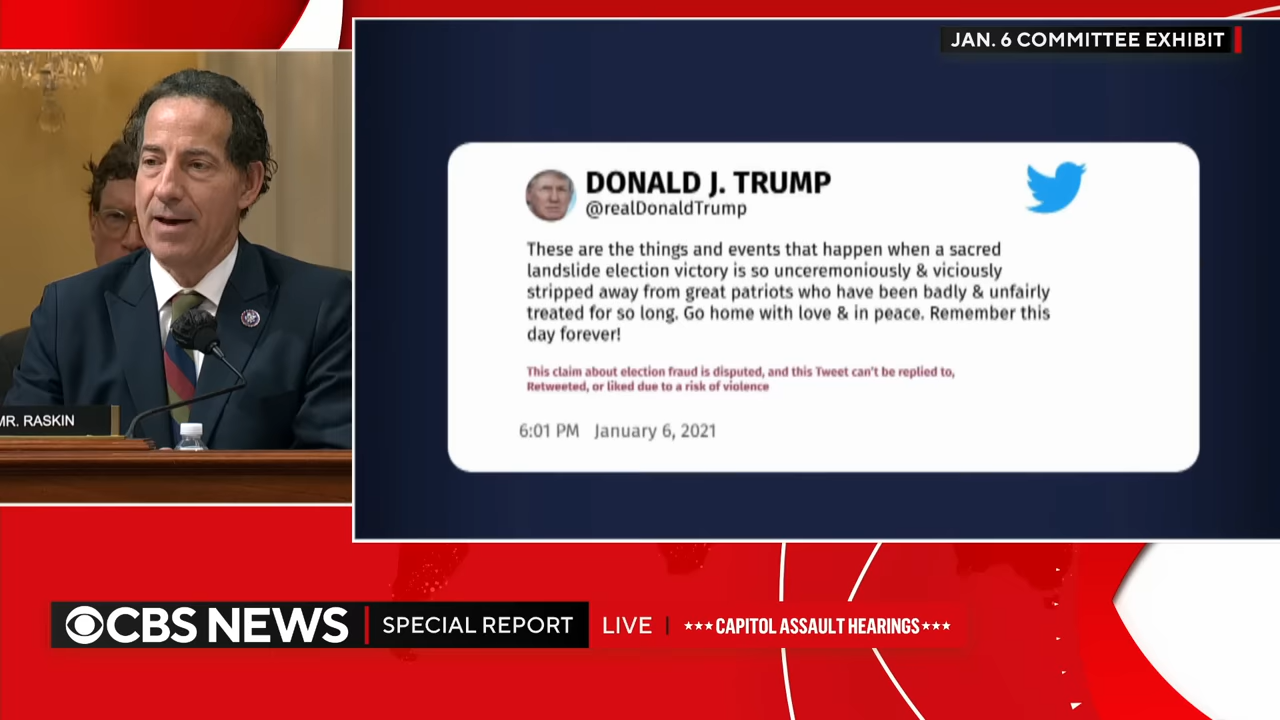 JAN. 6 COMMITTEE EXHIBIT
DONALD J. TRUMP
@realDonaldTrump
These are the things and events that happen when a sacred
landslide election victory is so unceremoniously & viciously
stripped away from great patriots who have been badly & unfairly
treated for so long. Go home with love & in peace. Remember this
day forever!
This claim about election fraud is disputed, and this Tweet can't be replied to,
Retweeted, or liked due to a risk of violence
6:01 PM January 6, 2021
MR. RASKIN
CBS NEWS SPECIAL REPORT LIVE ★★★CAPITOL ASSAULT HEARINGS★★★